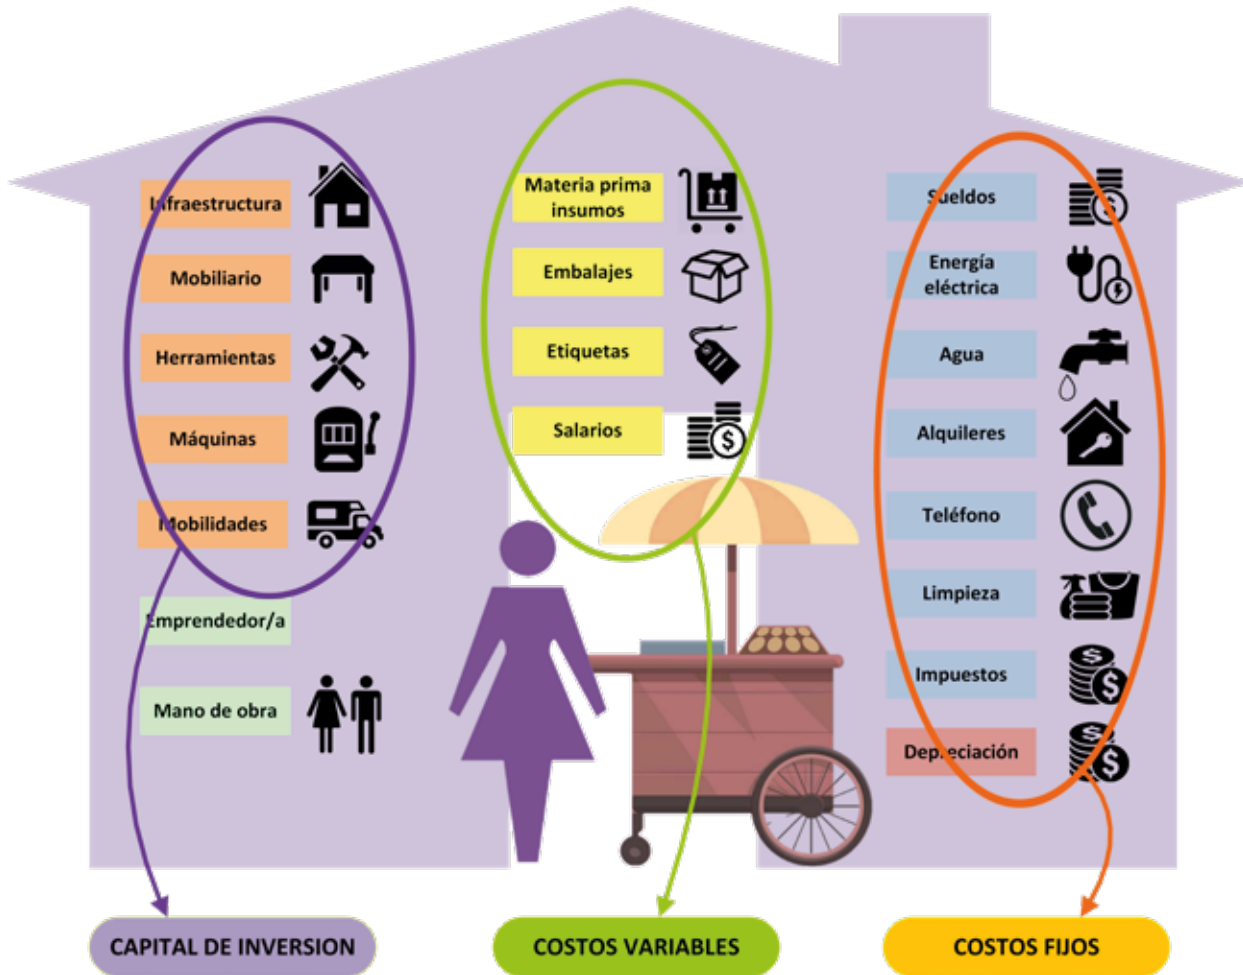 Infraestructura
Mobiliario
Herramientas
Máquinas
Mobilidades
Emprendedor/a
Mano de obra
Materia prima
insumos
Embalajes
Etiquetas
Salarios
Sueldos
Energía
eléctrica
Agua
Alquileres
Teléfono
Limpieza
Impuestos
Depreciación
CAPITAL DE INVERSION
COSTOS VARIABLES
COSTOS FIJOS